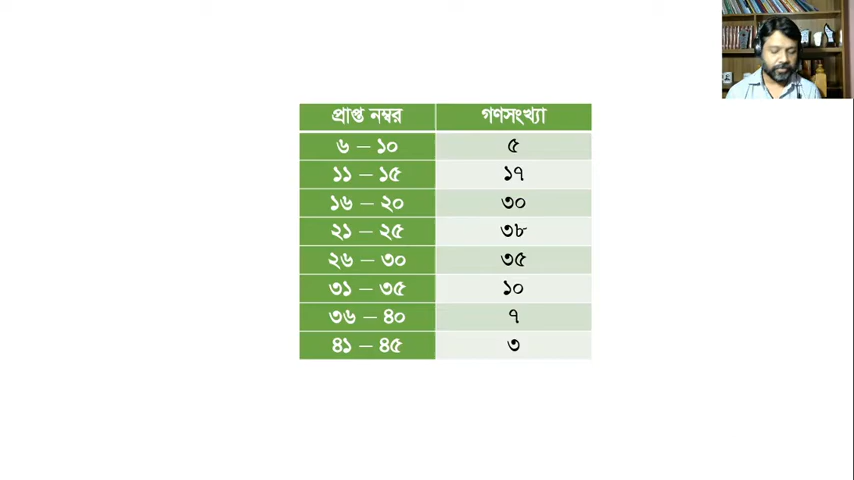 প্রাপ্ত নম্বর গণসংখ্যা
৬ – ১০ ৫
১১ – ১৫ ১৭
১৬ – ২০ ৩০
২১ – ২৫ ৩৮
২৬ – ৩০ ৩৫
৩১ – ৩৫ ১০
৩৬ – ৪০ ৭
৪১ – ৪৫ ৩